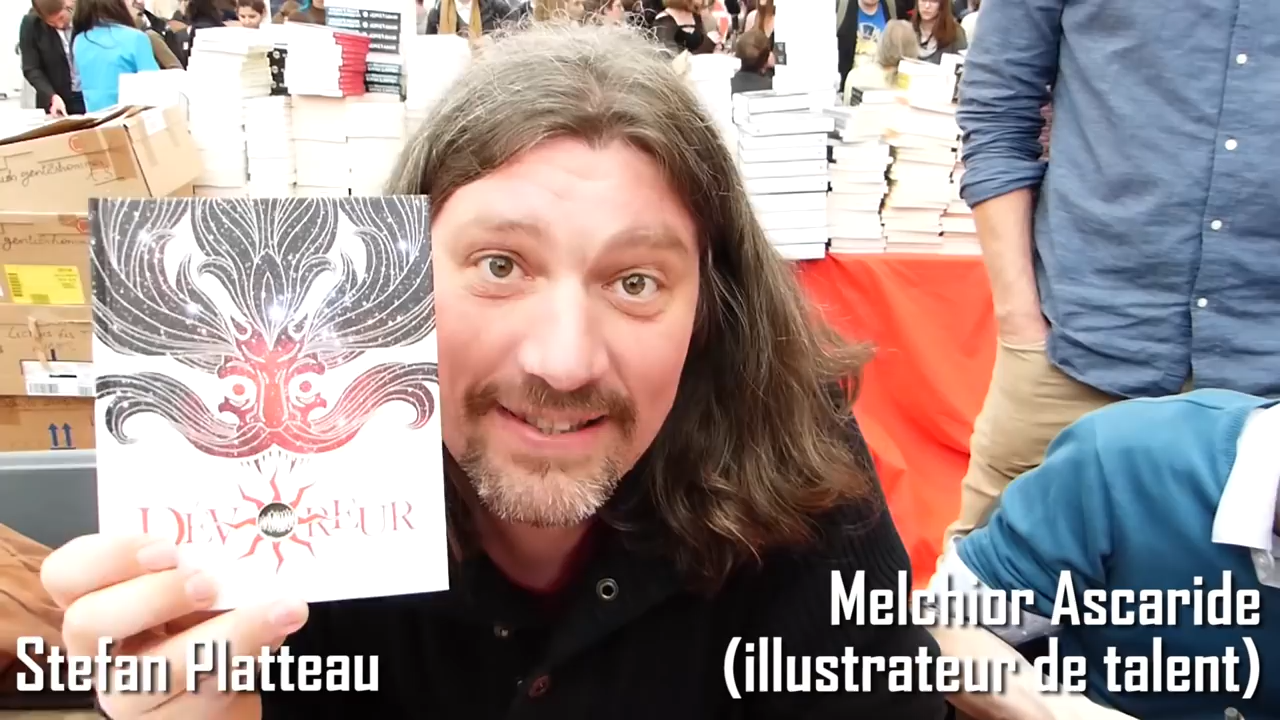 DÉVOREUR
Stefan Platteau
Melchior Ascaride
(illustrateur de talent)